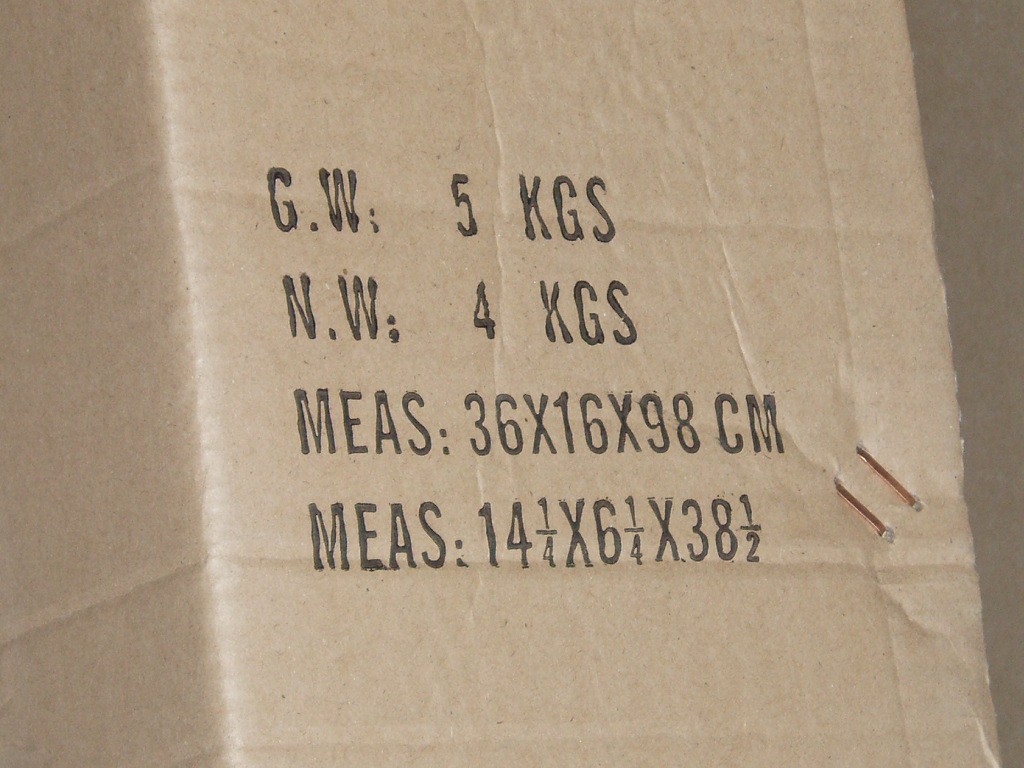 G.W: 5 KGS
N.W: 4 KGS
MEAS: 36X16X98 CM
MEAS: 14¼X6¼X38½